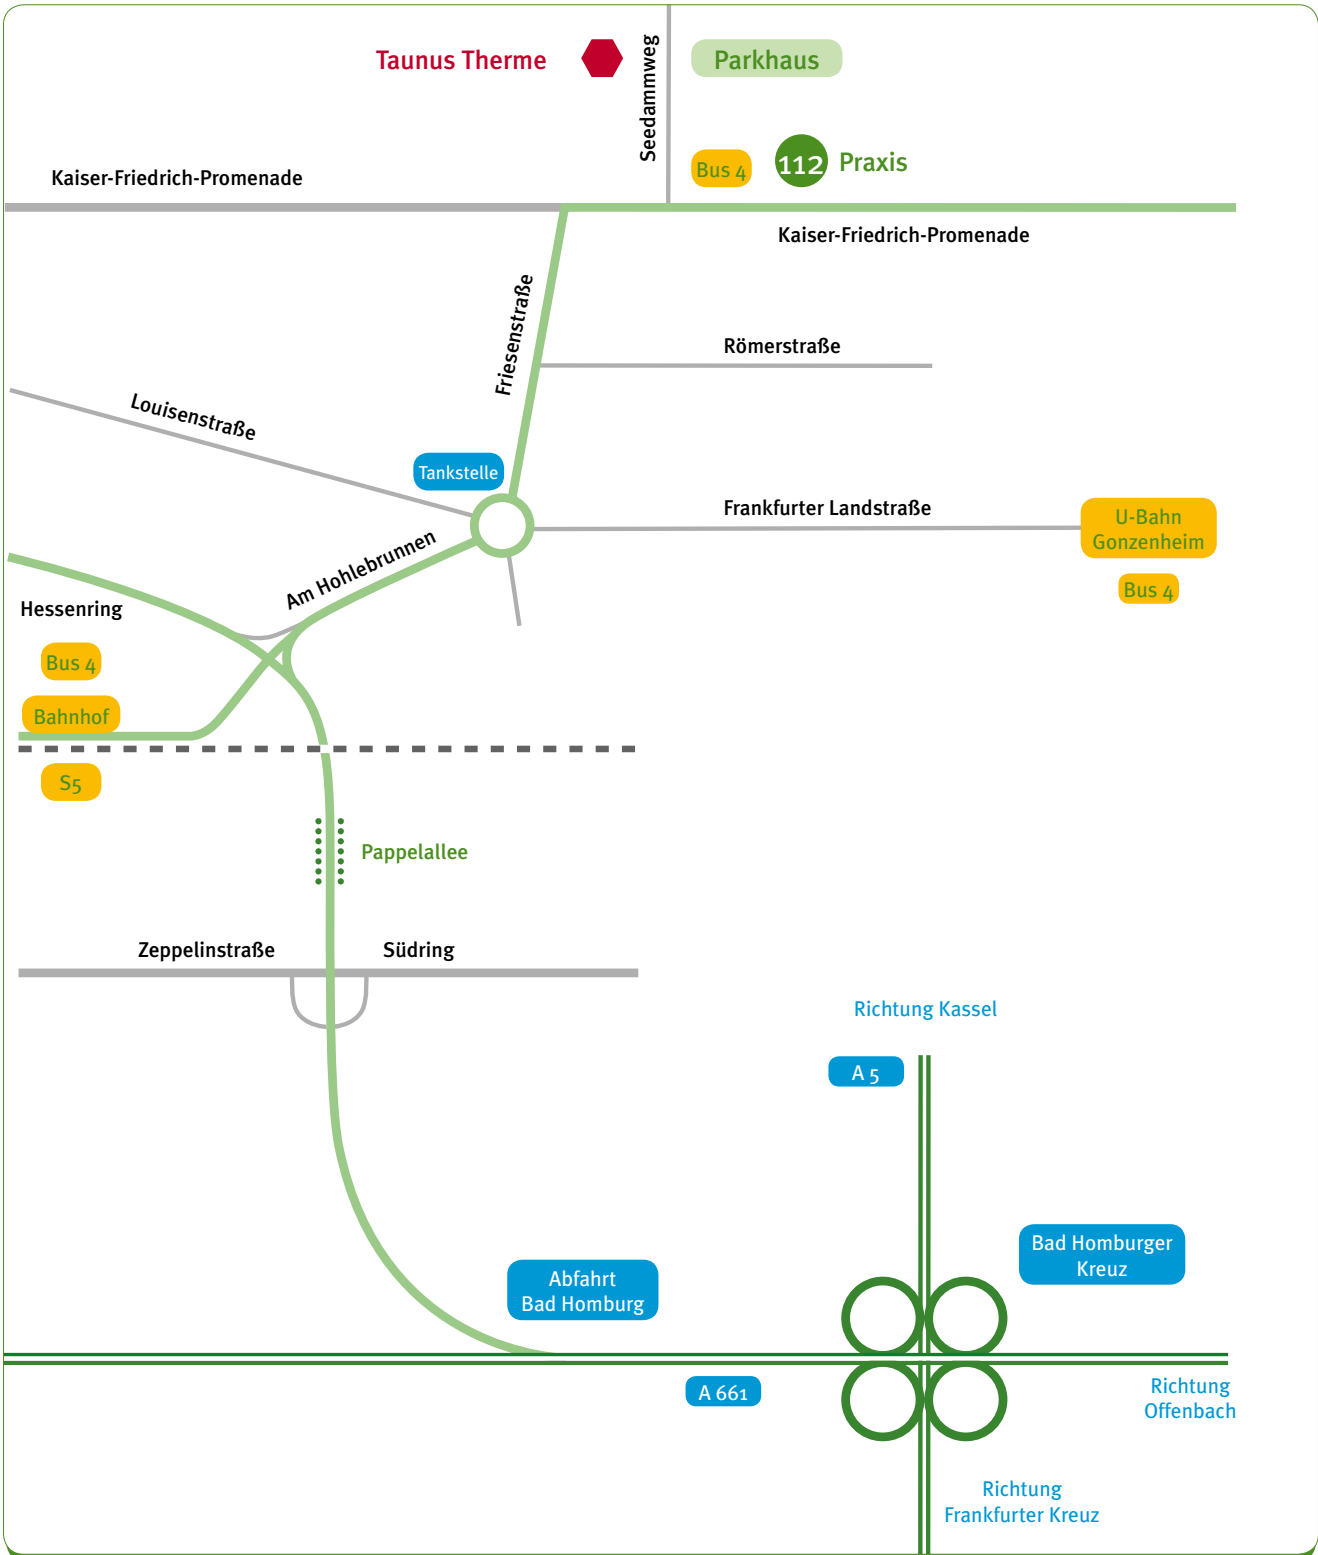 Taunus Therme
Seedammweg
Parkhaus
Bus 4
112
Praxis
Kaiser-Friedrich-Promenade
Kaiser-Friedrich-Promenade
Friesenstraße
Römerstraße
Louisenstraße
Tankstelle
Frankfurter Landstraße
U-Bahn
Gonzenheim
Bus 4
Am Hohlebrunnen
Hessenring
Bus 4
Bahnhof
S5
Pappelallee
Zeppelinstraße
Südring
Richtung Kassel
A 5
Bad Homburger
Kreuz
Abfahrt
Bad Homburg
A 661
Richtung
Offenbach
Richtung
Frankfurter Kreuz